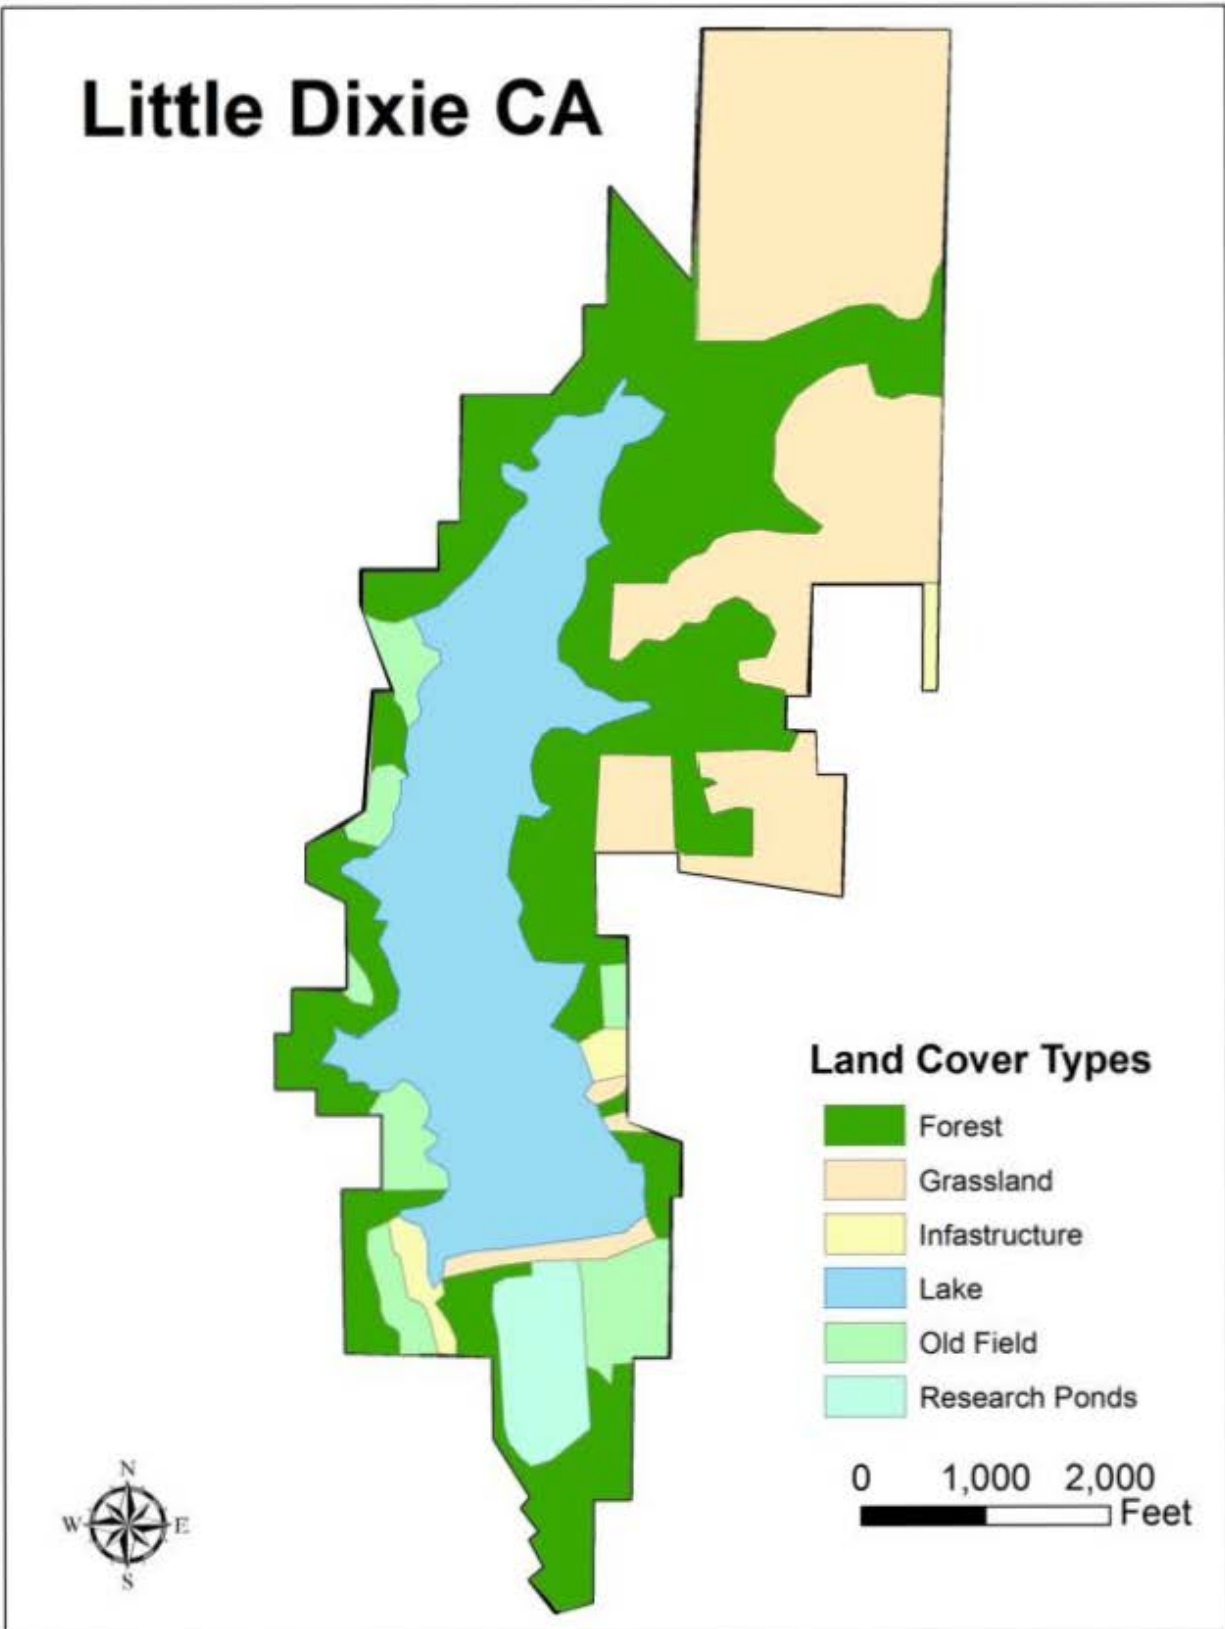 Little Dixie CA
Land Cover Types
Forest
Grassland
Infastructure
Lake
Old Field
Research Ponds
0 1,000 2,000
Feet
N
W E
S